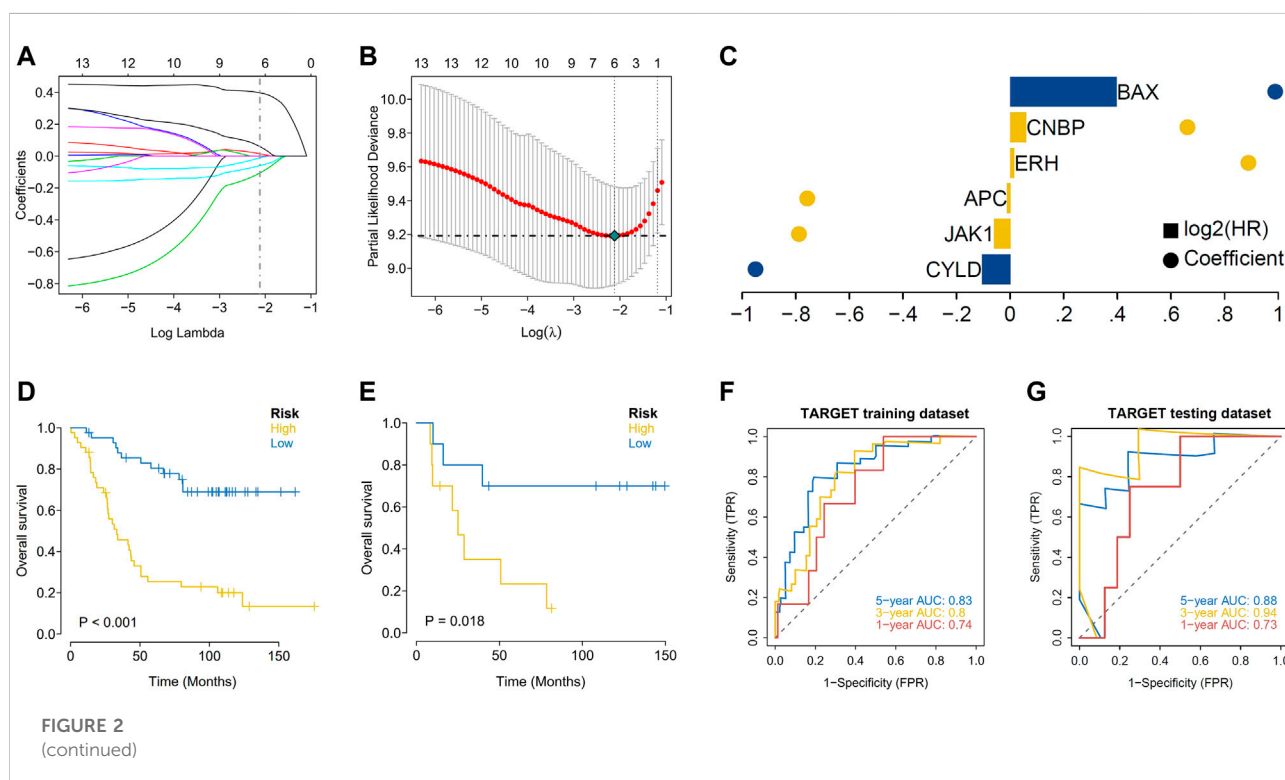 A
13 12 11 9 6 0
Coefficients
0.4
0.2
0.0
−0.2
−0.4
−0.6
−0.8
−6 −5 −4 −3 −2 −1
Log Lambda
B
13 13 12 10 10 9 7 6 3 1
Partial Likelihood Deviance
10.0
9.8
9.6
9.4
9.2
9.0
−6 −5 −4 −3 −2 −1
Log(λ)
C
BAX
CNBP
ERH
APC
JAK1
CYLD
log2(HR)
Coefficient
−1 −.8 −.6 −.4 −.2 0 .2 .4 .6 .8 1
D
Risk
High
Low
Overall survival
1.0
0.8
0.6
0.4
0.2
0.0
P < 0.001
0 50 100 150
Time (Months)
E
Risk
High
Low
Overall survival
1.0
0.8
0.6
0.4
0.2
0.0
P = 0.018
0 50 100 150
Time (Months)
F
TARGET training dataset
Sensitivity (TPR)
1.0
0.8
0.6
0.4
0.2
0.0
5−year AUC: 0.83
3−year AUC: 0.8
1−year AUC: 0.74
0.0 0.2 0.4 0.6 0.8 1.0
1−Specificity (FPR)
G
TARGET testing dataset
Sensitivity (TPR)
1.0
0.8
0.6
0.4
0.2
0.0
5−year AUC: 0.88
3−year AUC: 0.94
1−year AUC: 0.73
0.0 0.2 0.4 0.6 0.8 1.0
1−Specificity (FPR)
FIGURE 2
(continued)